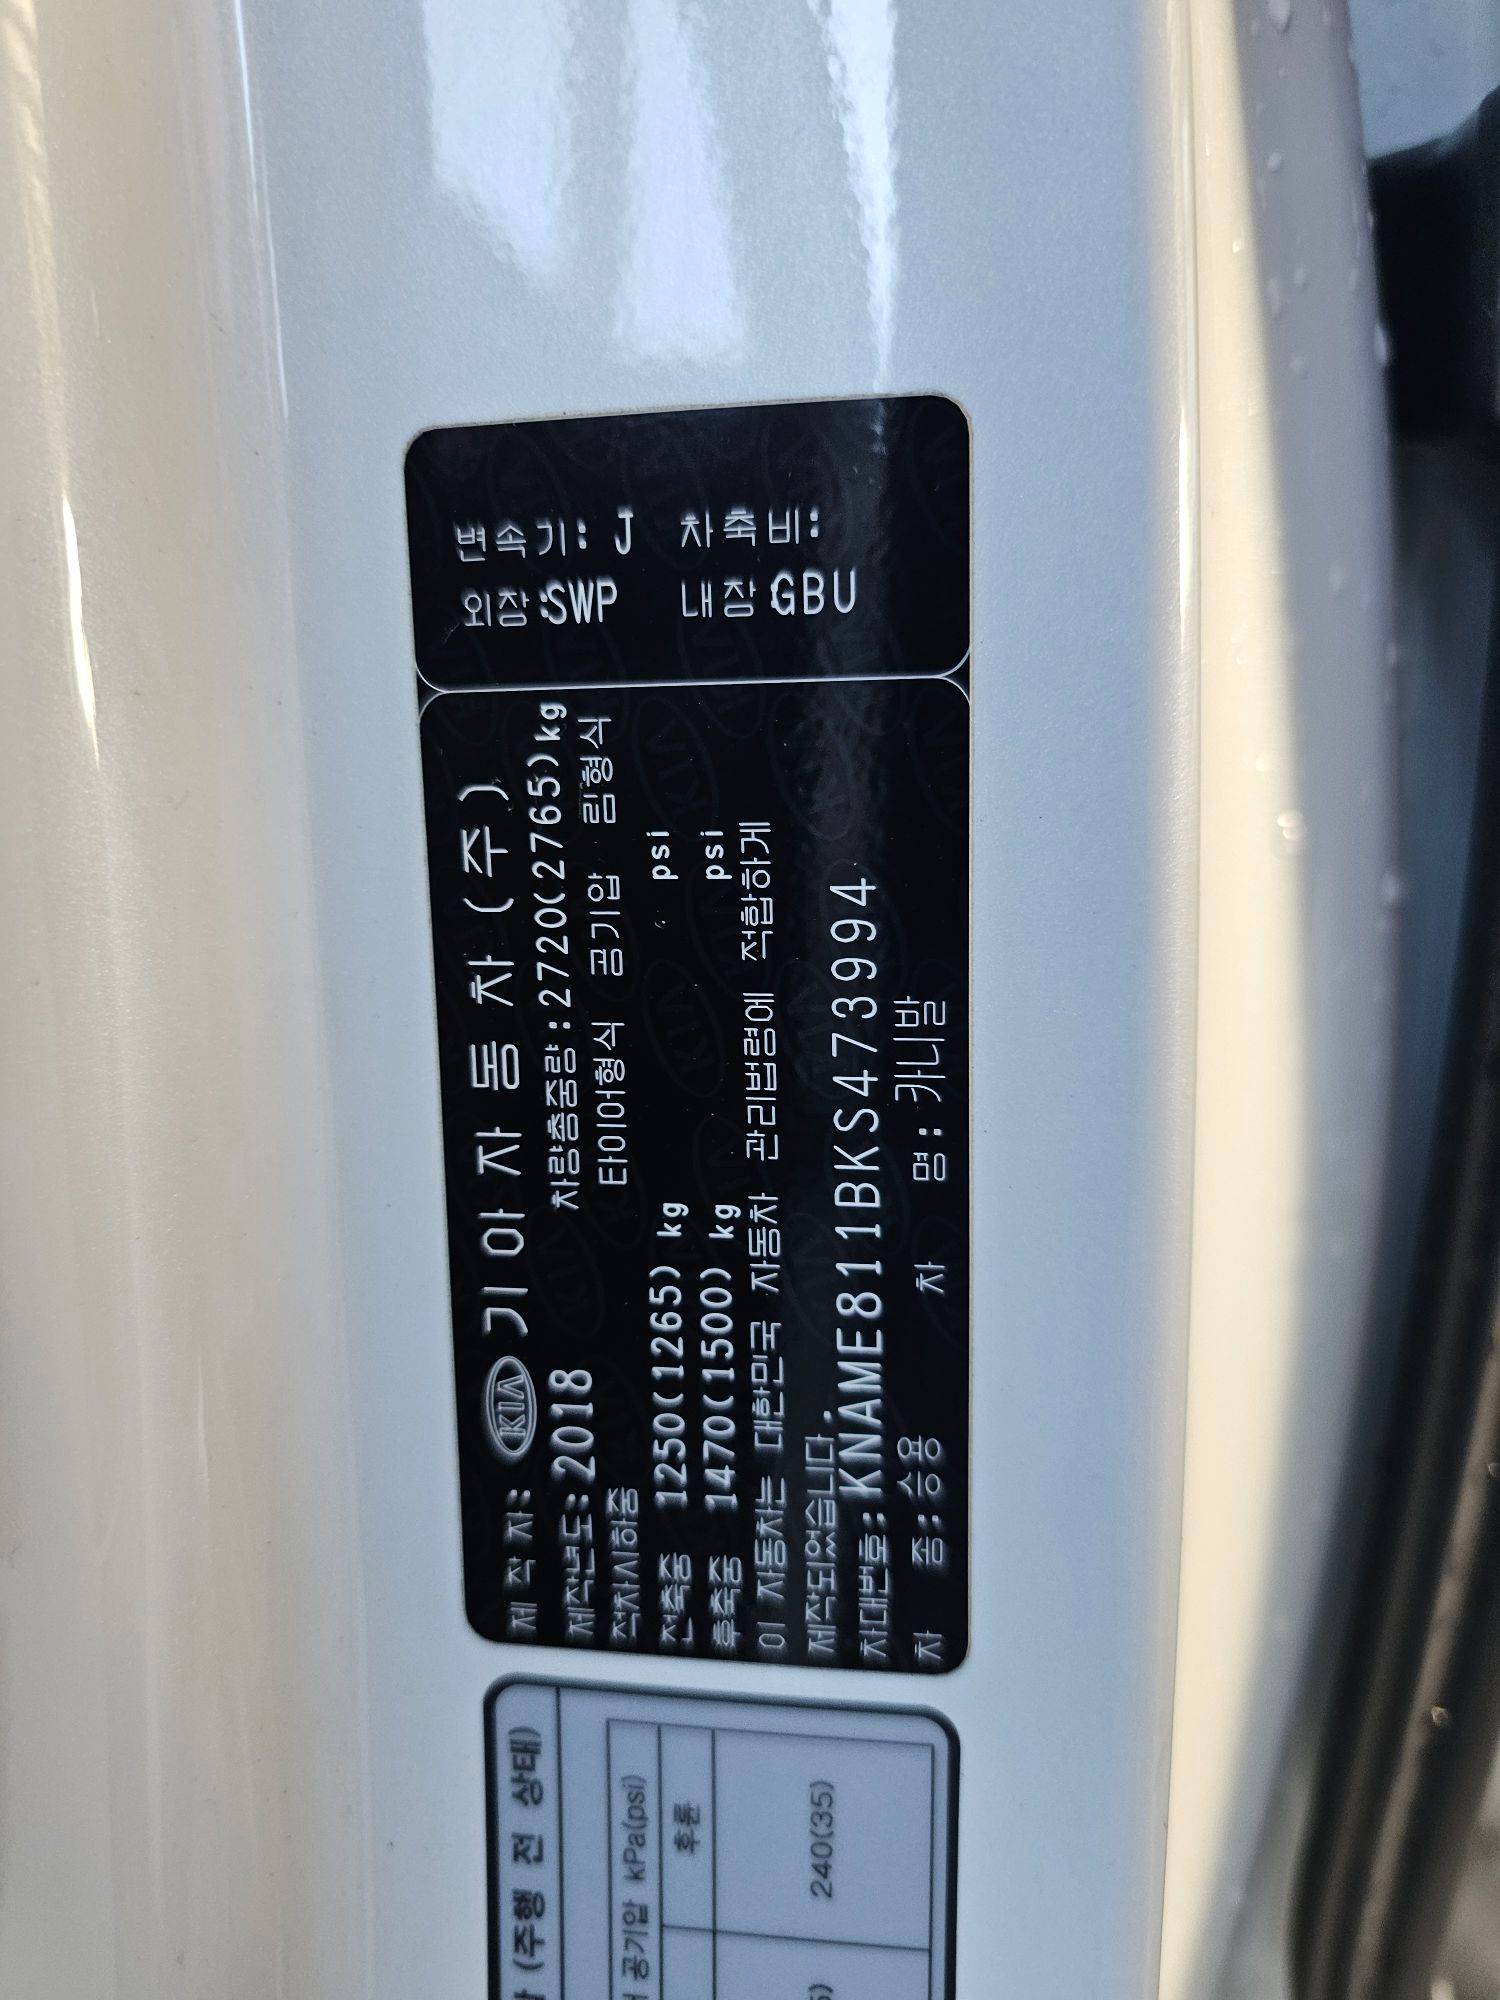 제 작 자: KIA 기 아 자 동 차 (주)
제작년도:2018 차량총중량:2720(2765)kg
적차시하중 타이어형식 공기압 림형식
전축중 1250(1265) kg psi
후축중 1470(1500) kg psi
이 자동차는 대한민국 자동차 관리법령에 적합하게
제작되었습니다.
차대번호:KNAME811BKS473994
차 종:승용 차 명:카니발
변속기: J 차축비:
외장:SWP 내장:GBU
(주행 전 상태)
공기압 kPa(psi)
후륜
240(35)